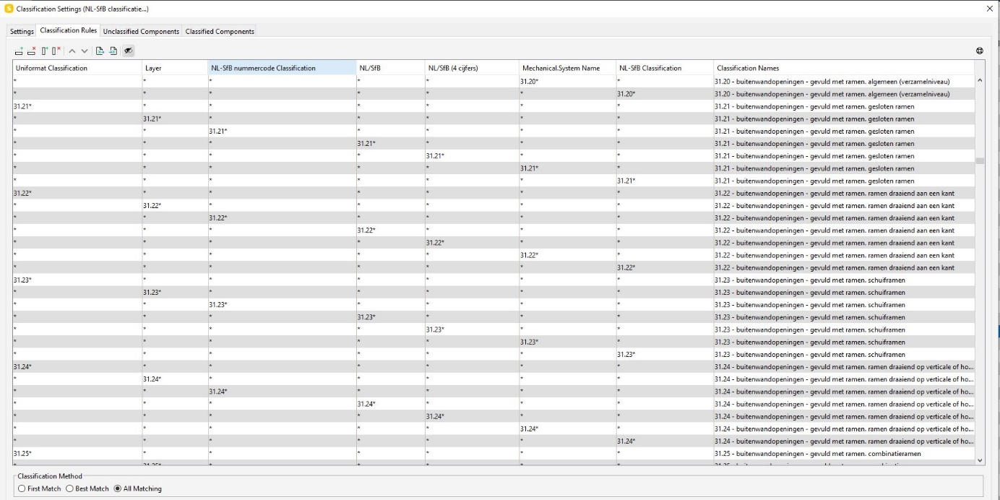 S Classification Settings (NL-SfB classificatie...)
Settings Classification Rules Unclassified Components Classified Components
Uniformat Classification Layer NL-SfB nummercode Classification NL/SfB NL/SfB (4 cijfers) Mechanical.System Name NL-SfB Classification Classification Names
* * * * * 31.20* * 31.20 - buitenwandopeningen - gevuld met ramen. algemeen (verzamelniveau)
* * * * * * 31.20* 31.20 - buitenwandopeningen - gevuld met ramen. algemeen (verzamelniveau)
31.21* * * * * * * 31.21 - buitenwandopeningen - gevuld met ramen. gesloten ramen
* 31.21* * * * * * 31.21 - buitenwandopeningen - gevuld met ramen. gesloten ramen
* * 31.21* * * * * 31.21 - buitenwandopeningen - gevuld met ramen. gesloten ramen
* * * 31.21* * * * 31.21 - buitenwandopeningen - gevuld met ramen. gesloten ramen
* * * * 31.21* * * 31.21 - buitenwandopeningen - gevuld met ramen. gesloten ramen
* * * * * 31.21* * 31.21 - buitenwandopeningen - gevuld met ramen. gesloten ramen
* * * * * * 31.21* 31.21 - buitenwandopeningen - gevuld met ramen. gesloten ramen
31.22* * * * * * * 31.22 - buitenwandopeningen - gevuld met ramen. ramen draaiend aan een kant
* 31.22* * * * * * 31.22 - buitenwandopeningen - gevuld met ramen. ramen draaiend aan een kant
* * 31.22* * * * * 31.22 - buitenwandopeningen - gevuld met ramen. ramen draaiend aan een kant
* * * 31.22* * * * 31.22 - buitenwandopeningen - gevuld met ramen. ramen draaiend aan een kant
* * * * 31.22* * * 31.22 - buitenwandopeningen - gevuld met ramen. ramen draaiend aan een kant
* * * * * 31.22* * 31.22 - buitenwandopeningen - gevuld met ramen. ramen draaiend aan een kant
* * * * * * 31.22* 31.22 - buitenwandopeningen - gevuld met ramen. ramen draaiend aan een kant
31.23* * * * * * * 31.23 - buitenwandopeningen - gevuld met ramen. schuiframen
* 31.23* * * * * * 31.23 - buitenwandopeningen - gevuld met ramen. schuiframen
* * 31.23* * * * * 31.23 - buitenwandopeningen - gevuld met ramen. schuiframen
* * * 31.23* * * * 31.23 - buitenwandopeningen - gevuld met ramen. schuiframen
* * * * 31.23* * * 31.23 - buitenwandopeningen - gevuld met ramen. schuiframen
* * * * * 31.23* * 31.23 - buitenwandopeningen - gevuld met ramen. schuiframen
* * * * * * 31.23* 31.23 - buitenwandopeningen - gevuld met ramen. schuiframen
31.24* * * * * * * 31.24 - buitenwandopeningen - gevuld met ramen. ramen draaiend op verticale of ho...
* 31.24* * * * * * 31.24 - buitenwandopeningen - gevuld met ramen. ramen draaiend op verticale of ho...
* * 31.24* * * * * 31.24 - buitenwandopeningen - gevuld met ramen. ramen draaiend op verticale of ho...
* * * 31.24* * * * 31.24 - buitenwandopeningen - gevuld met ramen. ramen draaiend op verticale of ho...
* * * * 31.24* * * 31.24 - buitenwandopeningen - gevuld met ramen. ramen draaiend op verticale of ho...
* * * * * 31.24* * 31.24 - buitenwandopeningen - gevuld met ramen. ramen draaiend op verticale of ho...
* * * * * * 31.24* 31.24 - buitenwandopeningen - gevuld met ramen. ramen draaiend op verticale of ho...
31.25* * * * * * * 31.25 - buitenwandopeningen - gevuld met ramen. combinatieramen
Classification Method
First Match Best Match All Matching